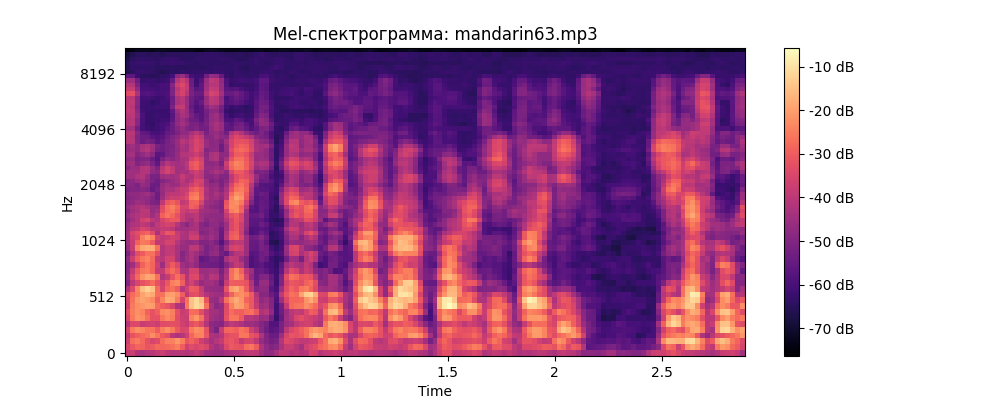 Mel-спектрограмма: mandarin63.mp3
Hz
8192
4096
2048
1024
512
0
0
0.5
1
1.5
2
2.5
Time
-10 dB
-20 dB
-30 dB
-40 dB
-50 dB
-60 dB
-70 dB